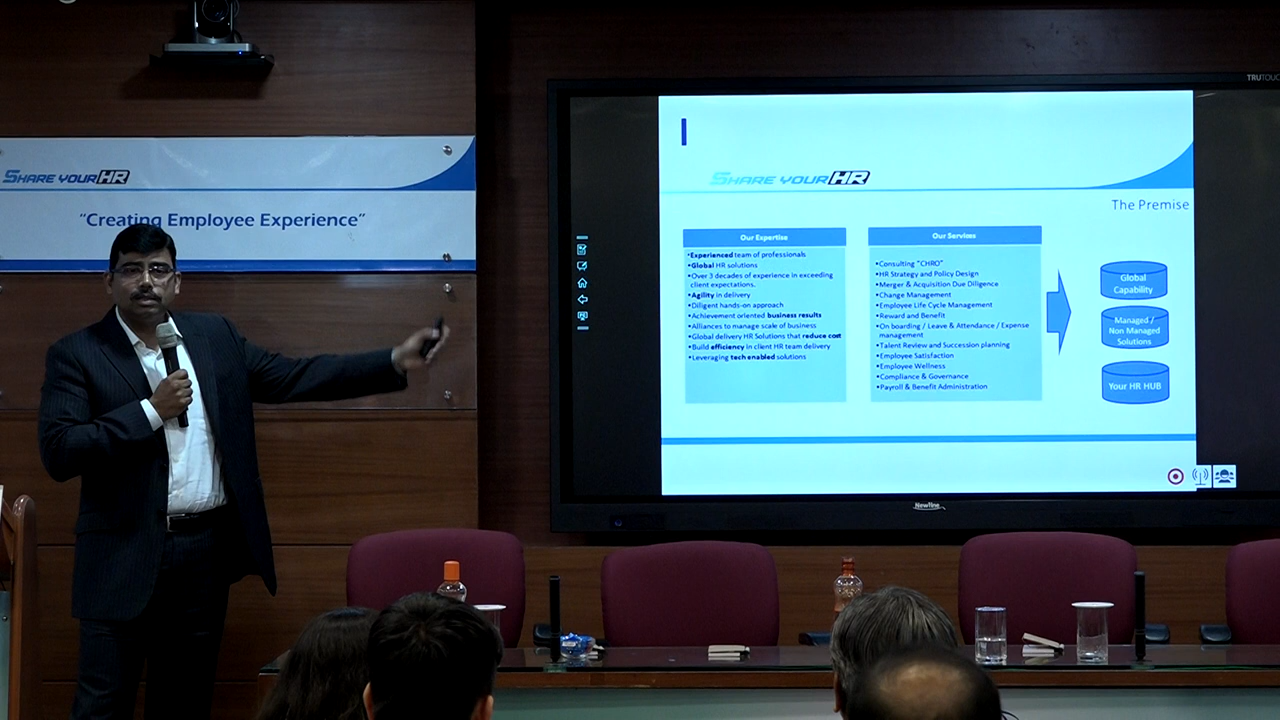 SHARE YOUR HR
"Creating Employee Experience"
TRUTOUC
SHARE YOUR HR
The Premise
Our Expertise
•Experienced team of professionals
•Global HR solutions
•Over 3 decades of experience in exceeding
client expectations.
•Agility in delivery
•Diligent hands-on approach
•Achievement oriented business results
•Alliances to manage scale of business
•Global delivery HR Solutions that reduce cost
•Build efficiency in client HR team delivery
•Leveraging tech enabled solutions
Our Services
•Consulting "CHRO"
•HR Strategy and Policy Design
•Merger & Acquisition Due Diligence
•Change Management
•Employee Life Cycle Management
•Reward and Benefit
•On boarding / Leave & Attendance / Expense
management
•Talent Review and Succession planning
•Employee Satisfaction
•Employee Wellness
•Compliance & Governance
•Payroll & Benefit Administration
Global
Capability
Managed /
Non Managed
Solutions
Your HR HUB
Newline